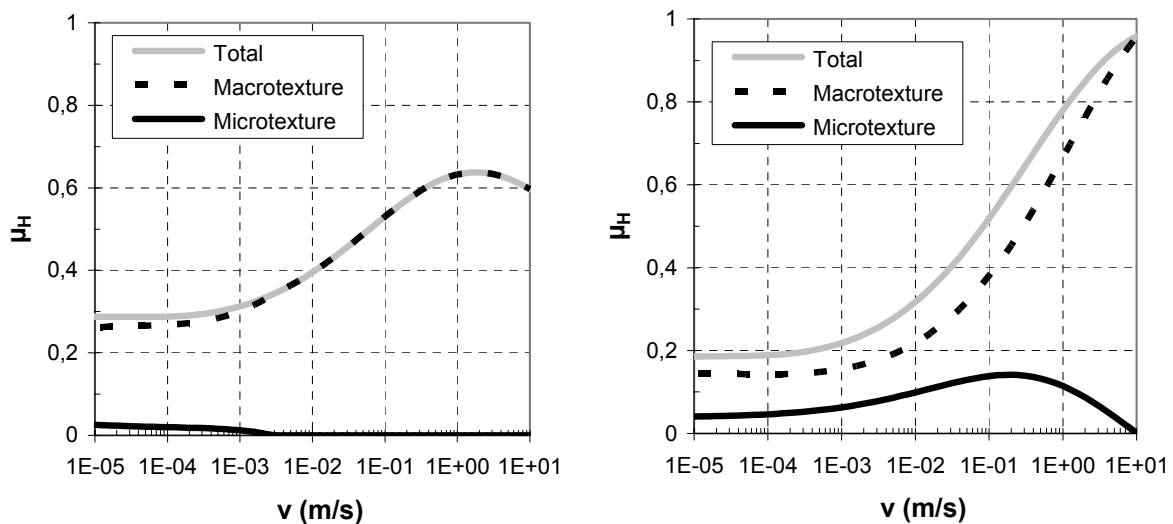 1
0,8
0,6
0,4
0,2
0
μH
Total
Macrotexture
Microtexture
1E-05 1E-04 1E-03 1E-02 1E-01 1E+00 1E+01
v (m/s)
1
0,8
0,6
0,4
0,2
0
μH
Total
Macrotexture
Microtexture
1E-05 1E-04 1E-03 1E-02 1E-01 1E+00 1E+01
v (m/s)